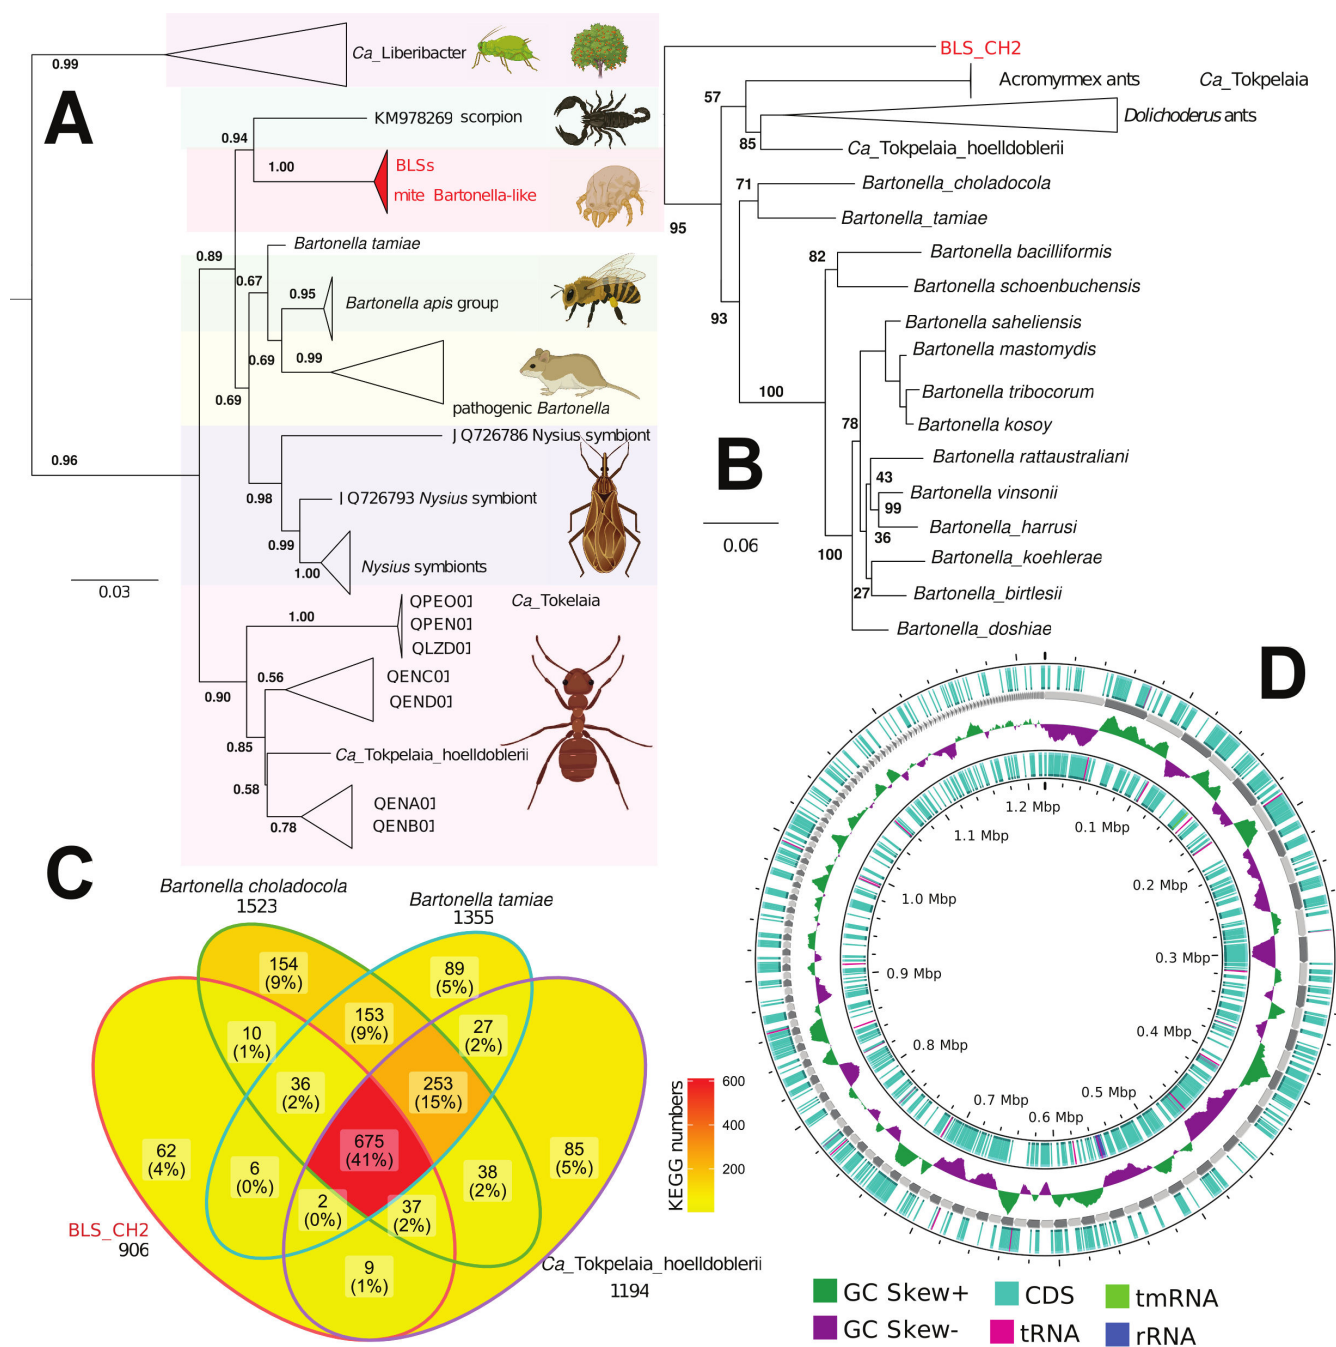 A
0.99
Ca_Liberibacter
0.94
KM978269 scorpion
1.00
BLSs
mite Bartonella-like
0.89
Bartonella tamiae
0.67
0.95
Bartonella apis group
0.69
0.99
0.69
pathogenic Bartonella
0.96
JQ726786 Nysius symbiont
0.98
JQ726793 Nysius symbiont
0.99
1.00
Nysius symbionts
0.03
1.00
QPEO01
QPEN01
QLZD01
Ca_Tokelaia
0.56
QENC01
QEND01
0.90
0.85
Ca_Tokpelaia_hoelldoblerii
0.58
QENA01
QENB01
0.78
B
BLS_CH2
57
Acromyrmex ants
Ca_Tokpelaia
Dolichoderus ants
85
Ca_Tokpelaia_hoelldoblerii
71
Bartonella_choladocola
Bartonella_tamiae
95
82
Bartonella bacilliformis
Bartonella schoenbuchensis
93
Bartonella saheliensis
Bartonella mastomydis
100
Bartonella tribocorum
78
Bartonella kosoy
Bartonella rattaustraliani
43
Bartonella vinsonii
99
Bartonella_harrusi
36
100
Bartonella_koehlerae
27
Bartonella_birtlesii
Bartonella_doshiae
0.06
C
Bartonella choladocola
1523
Bartonella tamiae
1355
154
(9%)
89
(5%)
153
(9%)
10
(1%)
27
(2%)
36
(2%)
253
(15%)
675
(41%)
62
(4%)
85
(5%)
6
(0%)
38
(2%)
2
(0%)
37
(2%)
9
(1%)
BLS_CH2
906
Ca_Tokpelaia_hoelldoblerii
1194
KEGG numbers
600
400
200
D
1.2 Mbp
0.1 Mbp
0.2 Mbp
0.3 Mbp
0.4 Mbp
0.5 Mbp
0.6 Mbp
0.7 Mbp
0.8 Mbp
0.9 Mbp
1.0 Mbp
1.1 Mbp
GC Skew+
CDS
tmRNA
GC Skew-
tRNA
rRNA